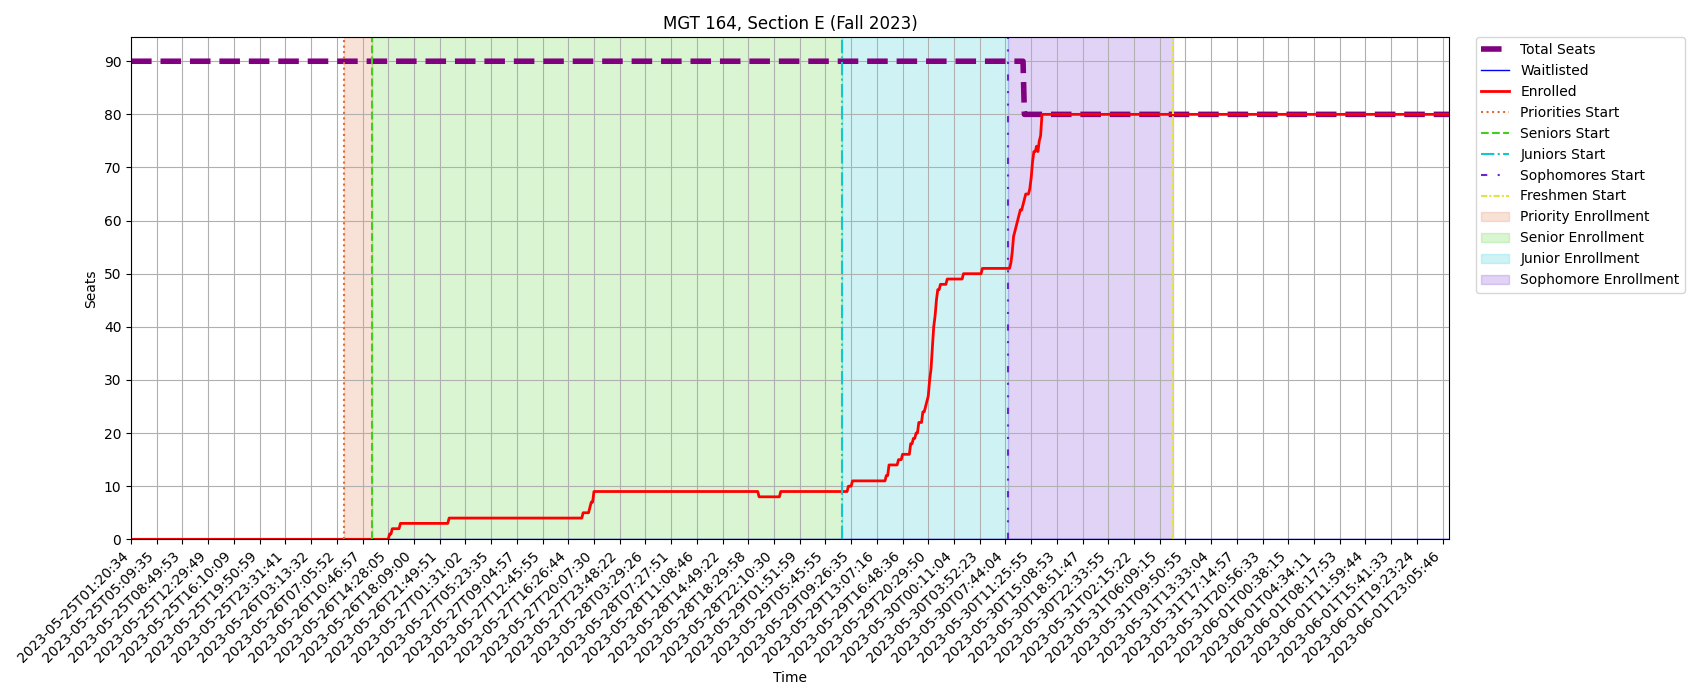 MGT 164, Section E (Fall 2023)
Seats
90
80
70
60
50
40
30
20
10
0
2023-05-25T01:20:34
2023-05-25T05:09:35
2023-05-25T08:49:53
2023-05-25T12:29:49
2023-05-25T16:10:09
2023-05-25T19:50:59
2023-05-25T23:31:41
2023-05-26T03:13:32
2023-05-26T07:05:52
2023-05-26T10:46:57
2023-05-26T14:28:05
2023-05-26T18:09:00
2023-05-26T21:49:51
2023-05-27T01:31:02
2023-05-27T05:23:35
2023-05-27T09:04:57
2023-05-27T12:45:55
2023-05-27T16:26:44
2023-05-27T20:07:30
2023-05-27T23:48:22
2023-05-28T03:29:26
2023-05-28T07:27:51
2023-05-28T11:08:46
2023-05-28T14:49:22
2023-05-28T18:29:58
2023-05-28T22:10:30
2023-05-29T01:51:59
2023-05-29T05:45:55
2023-05-29T09:26:35
2023-05-29T13:07:16
2023-05-29T16:48:36
2023-05-29T20:29:50
2023-05-30T00:11:04
2023-05-30T03:52:23
2023-05-30T07:44:04
2023-05-30T11:25:55
2023-05-30T15:08:53
2023-05-30T18:51:47
2023-05-30T22:33:55
2023-05-31T02:15:22
2023-05-31T06:09:15
2023-05-31T09:50:55
2023-05-31T13:33:04
2023-05-31T17:14:57
2023-05-31T20:56:33
2023-06-01T00:38:15
2023-06-01T04:34:11
2023-06-01T08:17:53
2023-06-01T11:59:44
2023-06-01T15:41:33
2023-06-01T19:23:24
2023-06-01T23:05:46
Time
Total Seats
Waitlisted
Enrolled
Priorities Start
Seniors Start
Juniors Start
Sophomores Start
Freshmen Start
Priority Enrollment
Senior Enrollment
Junior Enrollment
Sophomore Enrollment